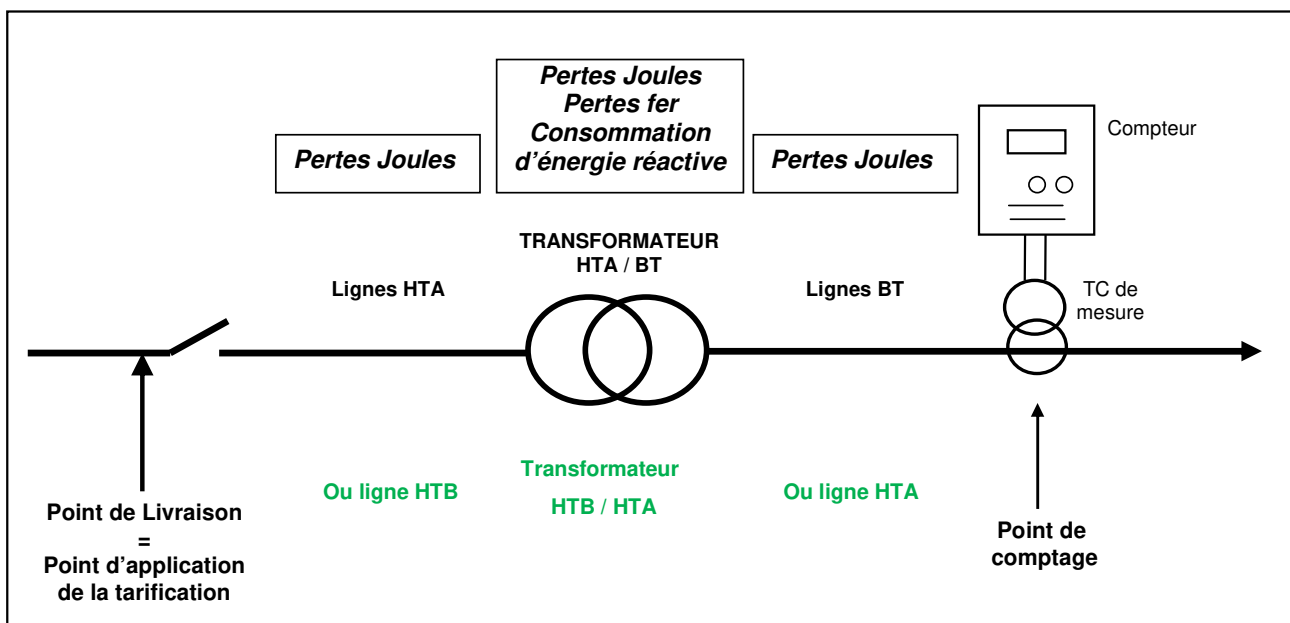 Pertes Joules
Pertes Joules
Pertes fer
Consommation
d'énergie réactive
Pertes Joules
Compteur
Lignes HTA
TRANSFORMATEUR
HTA / BT
Lignes BT
TC de
mesure
Point de Livraison
=
Point d'application
de la tarification
Ou ligne HTB
Transformateur
HTB / HTA
Ou ligne HTA
Point de
comptage